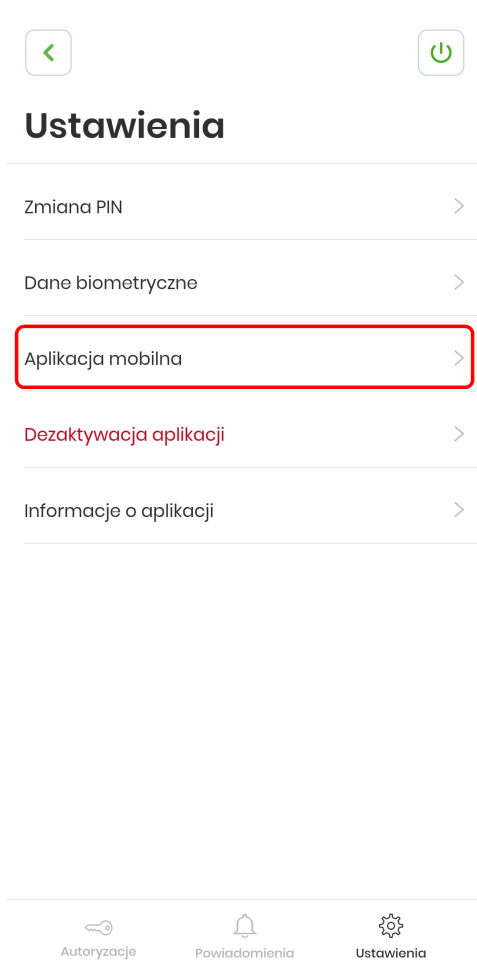 Ustawienia
Zmiana PIN
Dane biometryczne
Aplikacja mobilna
Dezaktywacja aplikacji
Informacje o aplikacji
Autoryzacje
Powiadomienia
Ustawienia